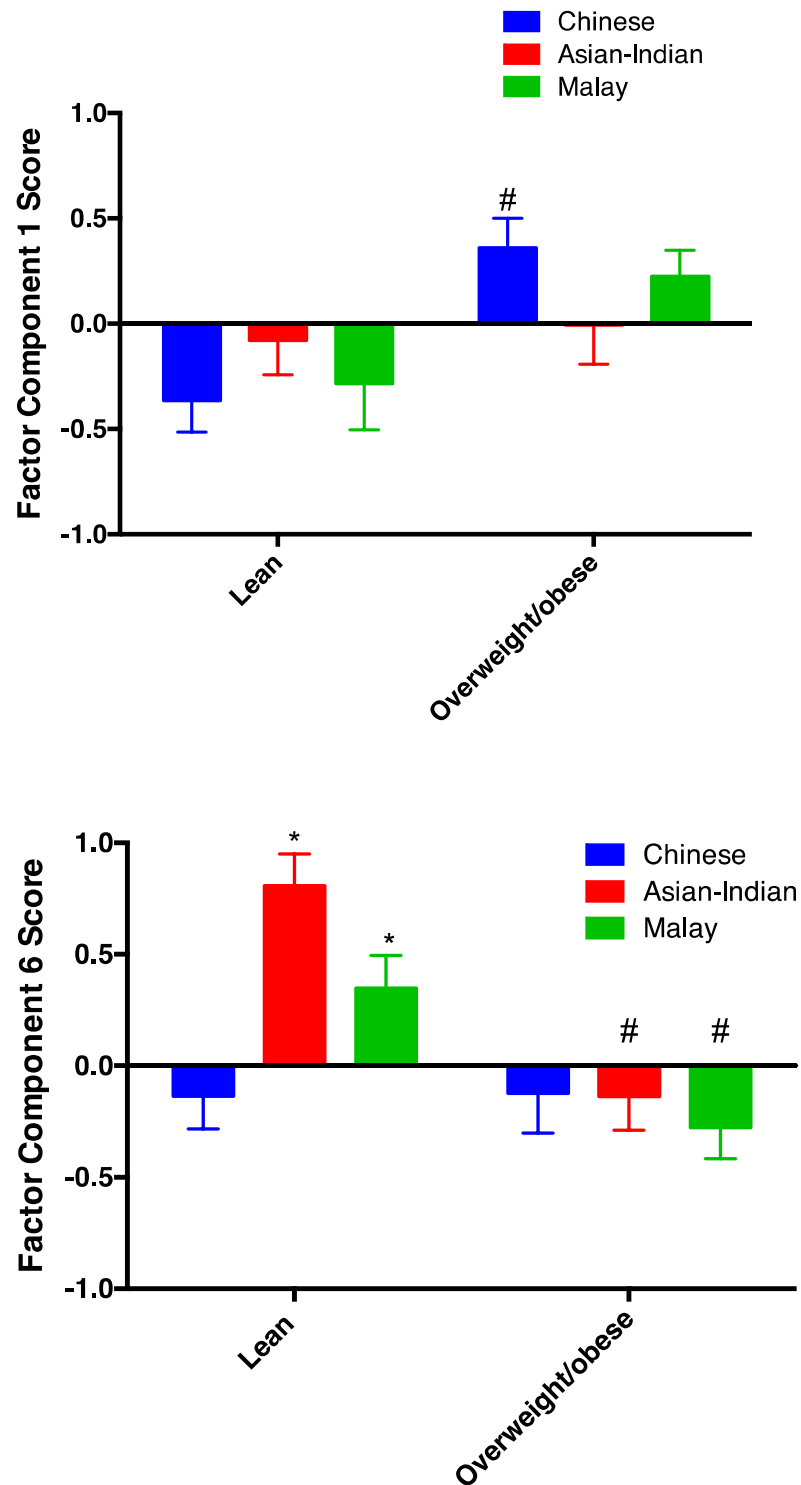 Chinese
Asian-Indian
Malay
Factor Component 1 Score
1.0
0.5
0.0
-0.5
-1.0
#
Lean
Overweight/obese
Chinese
Asian-Indian
Malay
Factor Component 6 Score
1.0
0.5
0.0
-0.5
-1.0
*
*
#
#
Lean
Overweight/obese